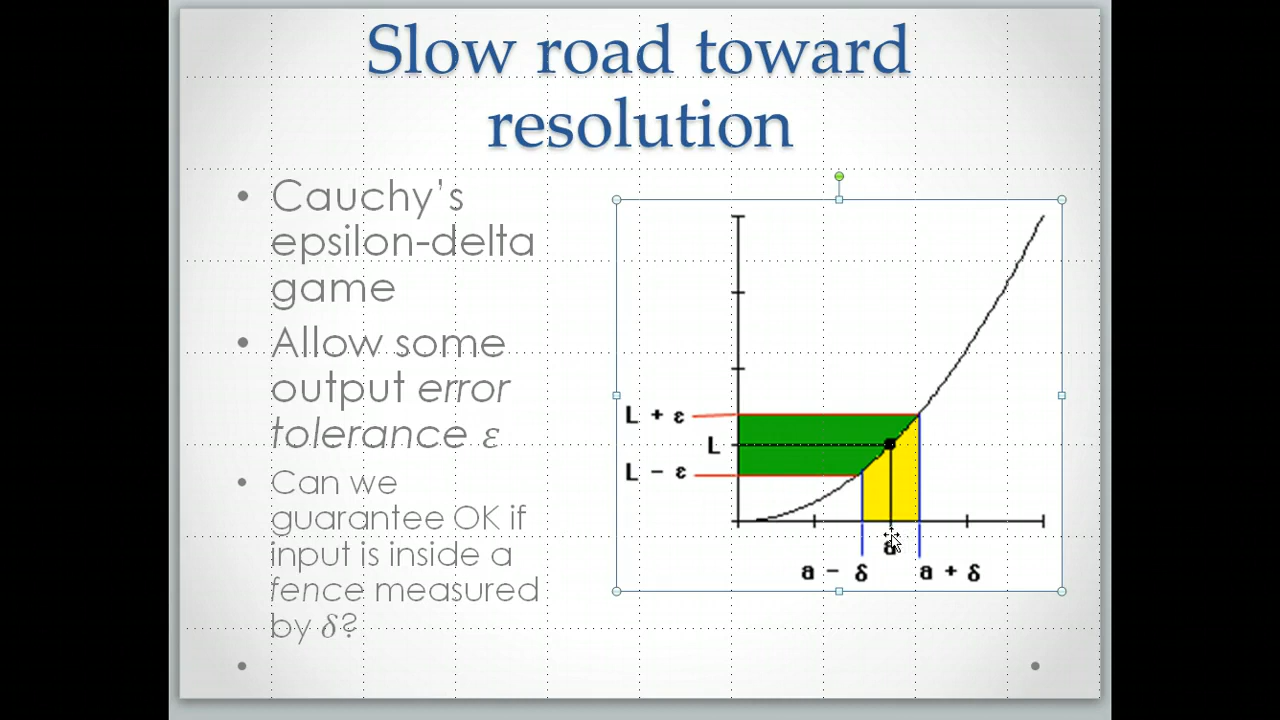 Slow road toward
resolution
• Cauchy's
epsilon-delta
game
• Allow some
output error
tolerance ε
• Can we
guarantee OK if
input is inside a
fence measured
by δ?
L + ε
L
L − ε
a
a − δ
a + δ